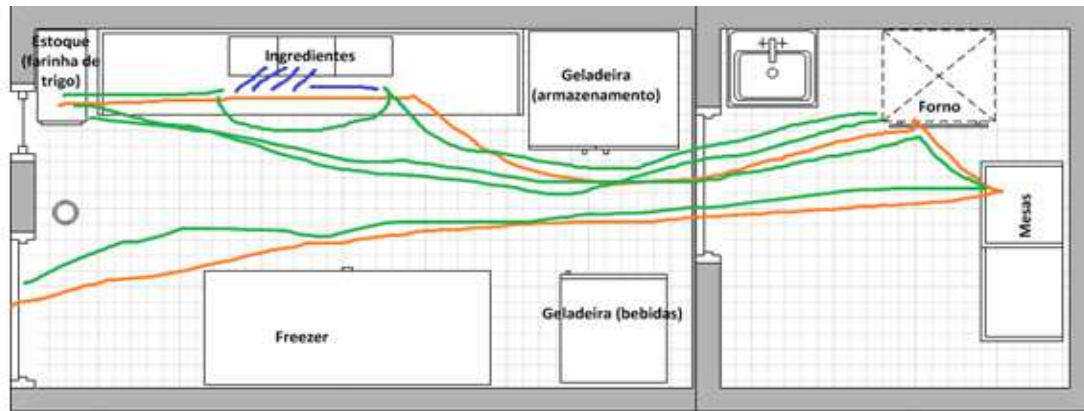 Estoque
(farinha de
trigo)
Ingredientes
Geladeira
(armazenamento)
Forno
Mesas
Freezer
Geladeira (bebidas)